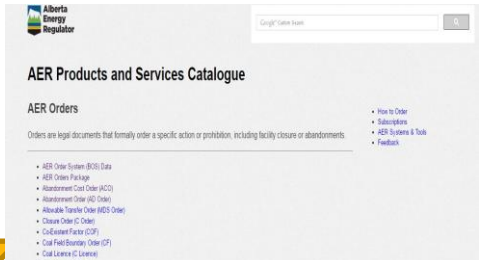 Alberta
Energy
Regulator
AER Products and Services Catalogue
AER Orders
Orders are legal documents that formally order a specific action or prohibition, including facility closure or abandonments.
AER Order System (BOS) Data
AER Orders Package
Abandonment Cost Order (ACO)
Abandonment Order (AD Order)
Allowable Transfer Order (MDS Order)
Closure Order (C Order)
Co-Existent Factor (COF)
Coal Field Boundary Order (CF)
Coal Licence (C Licence)
How to Order
Subscriptions
AER Systems & Tools
Feedback